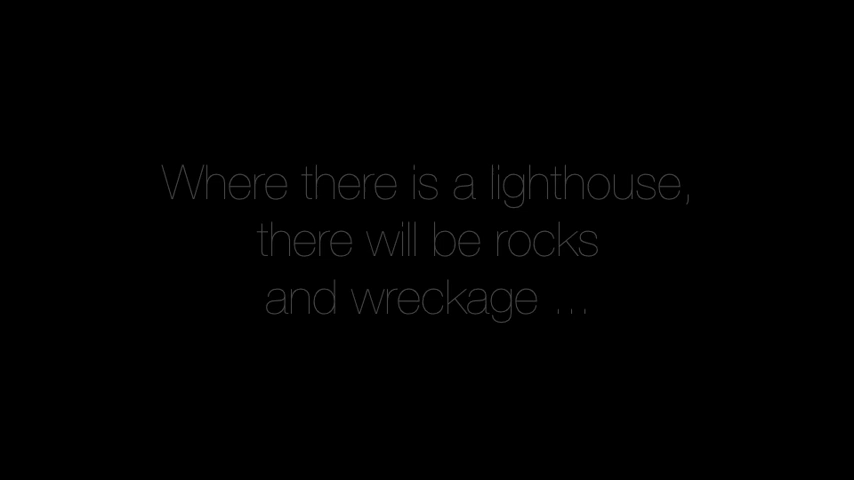 Where there is a lighthouse,
there will be rocks
and wreckage ...